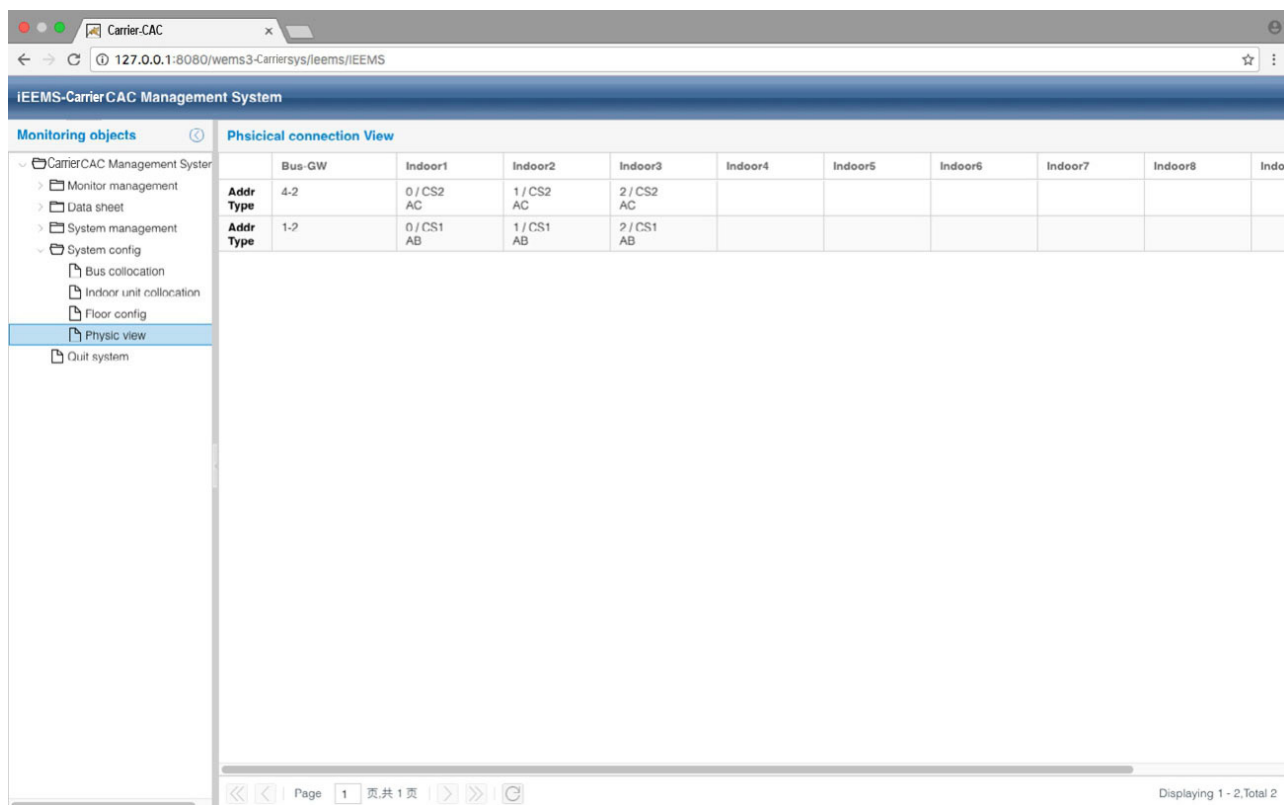 Carrier-CAC
127.0.0.1:8080/wems3-Carriersys/ieems/IEEMS
iEEMS-Carrier CAC Management System
Monitoring objects
Carrier CAC Management Syster
Monitor management
Data sheet
System management
System config
Bus collocation
Indoor unit collocation
Floor config
Physic view
Quit system
Phsicical connection View
Bus-GW Indoor1 Indoor2 Indoor3 Indoor4 Indoor5 Indoor6 Indoor7 Indoor8 Indo
Addr 4-2 0 / CS2 1 / CS2 2 / CS2
Type AC AC AC
Addr 1-2 0 / CS1 1 / CS1 2 / CS1
Type AB AB AB
Page 1 页,共 1 页
Displaying 1 - 2,Total 2